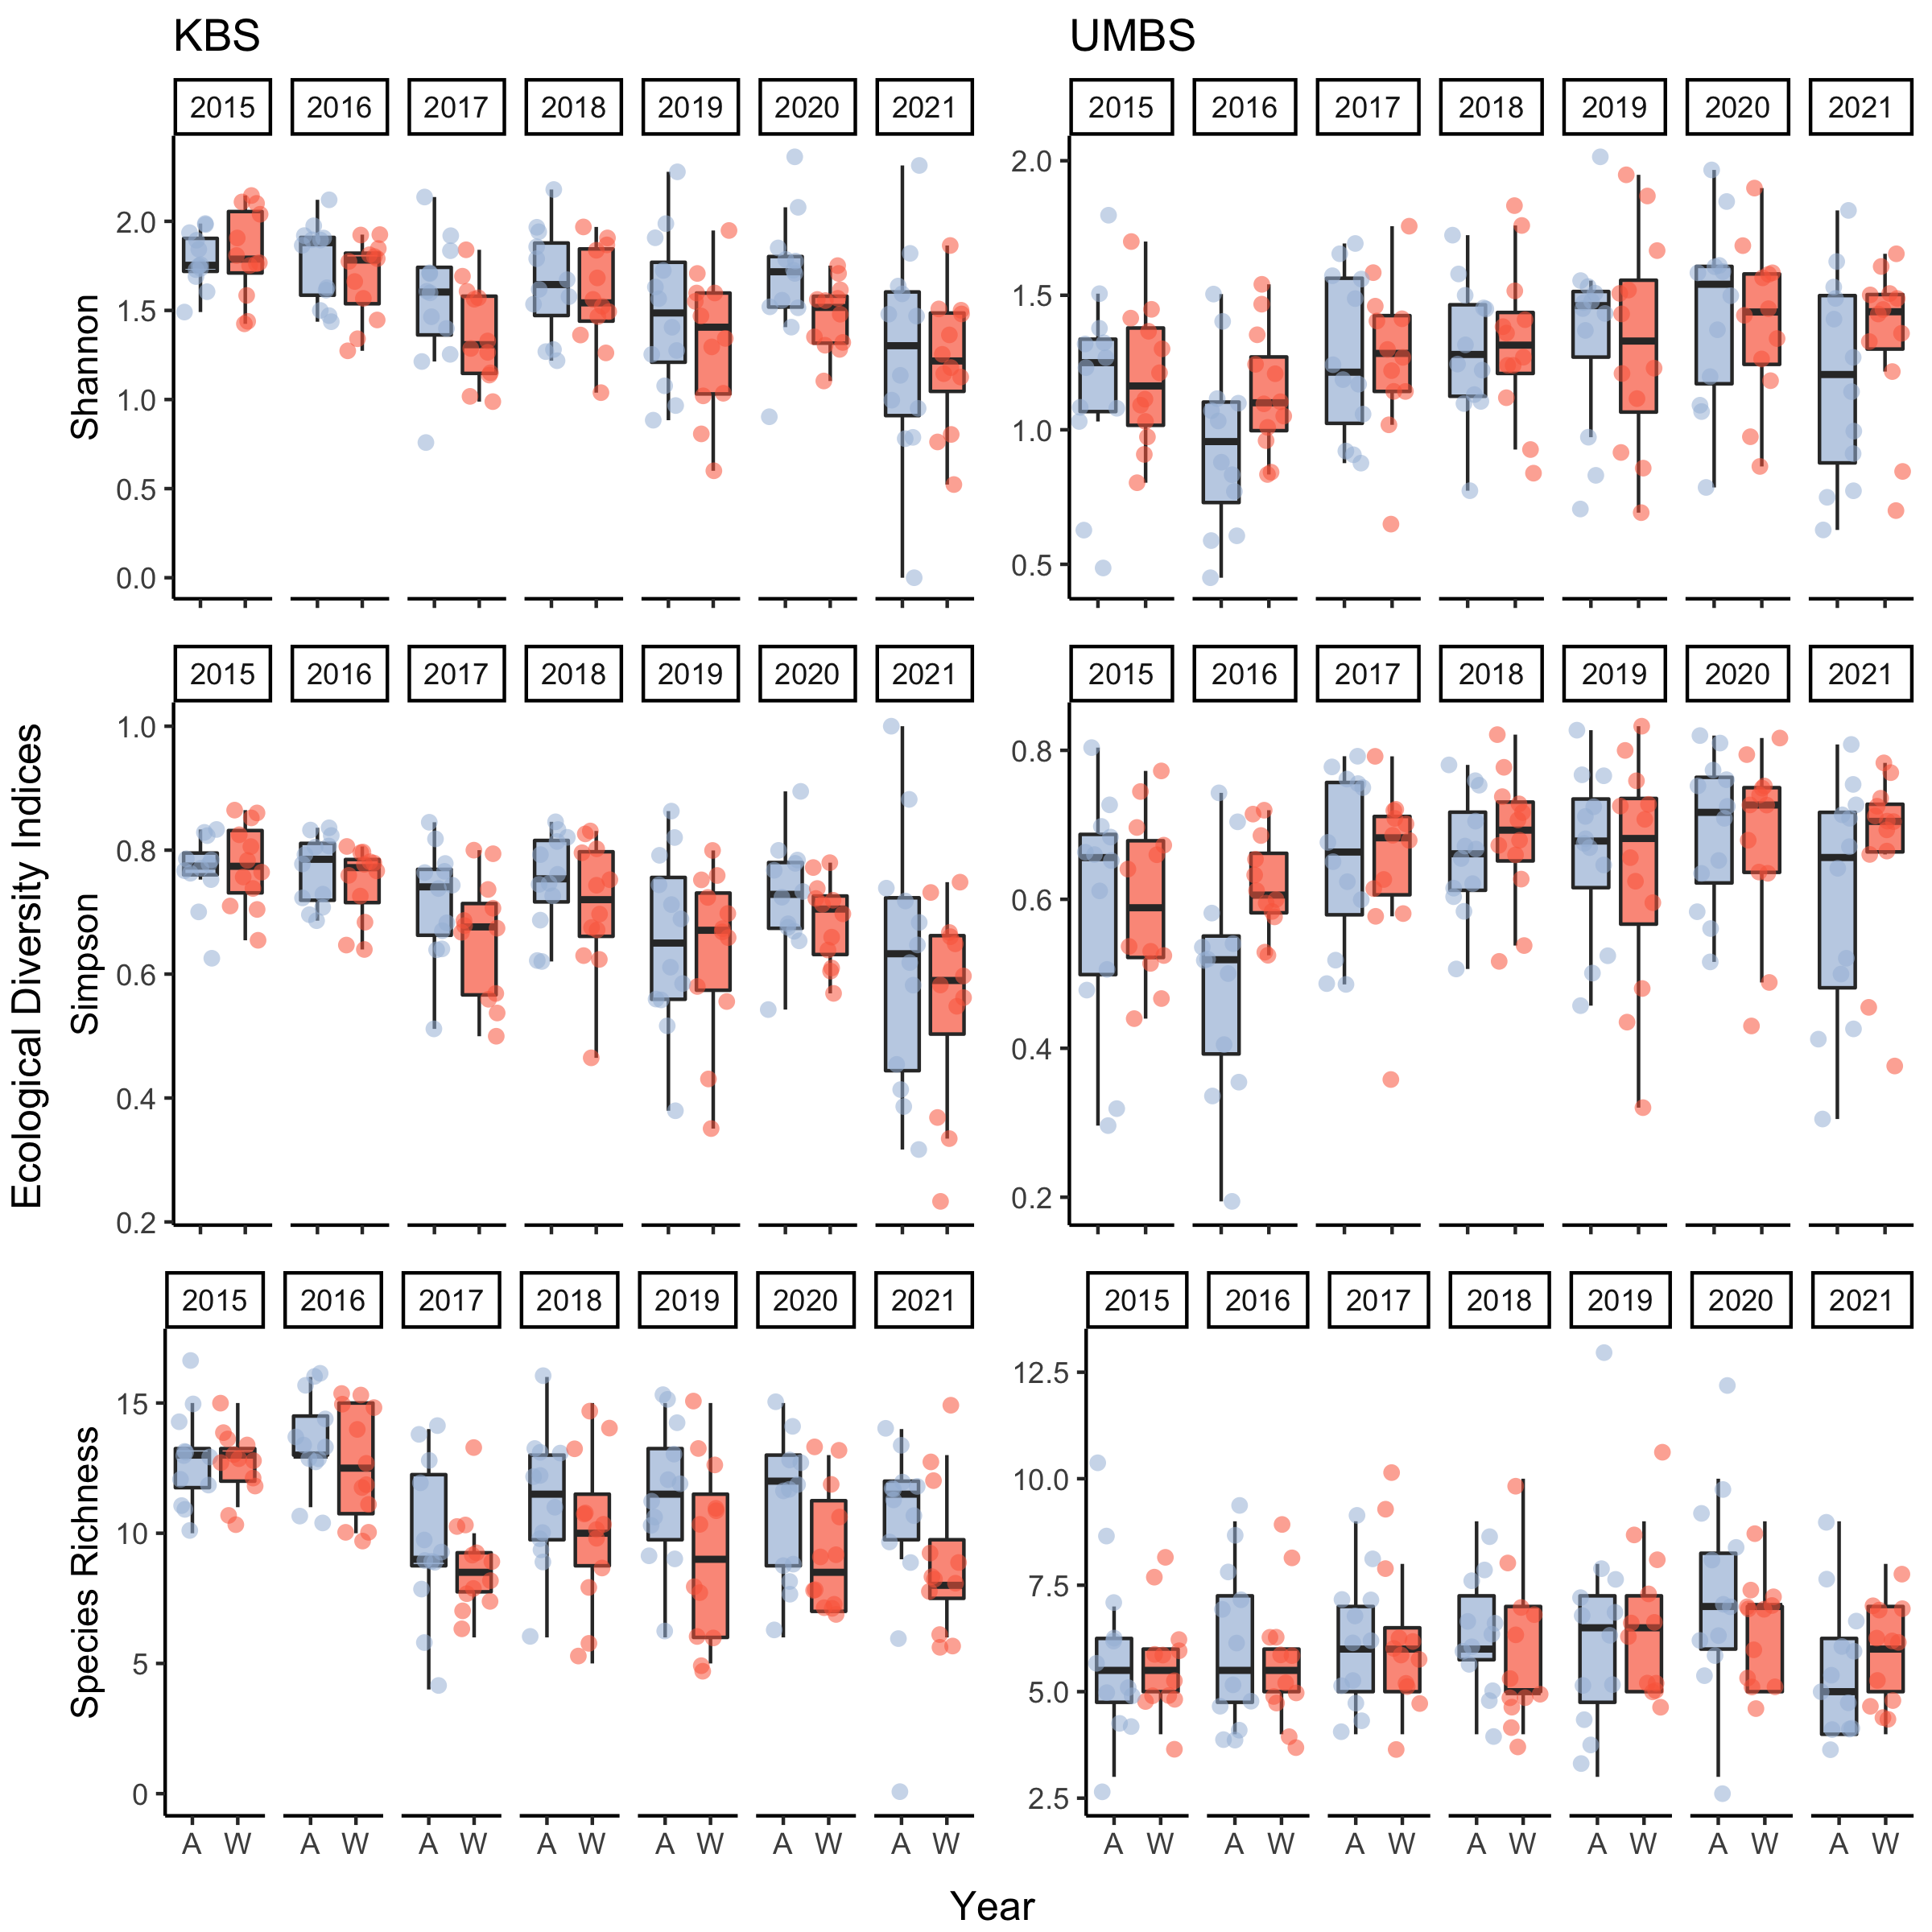 KBS UMBS
2015 2016 2017 2018 2019 2020 2021 2015 2016 2017 2018 2019 2020 2021
Shannon
2.0
1.5
1.0
0.5
0.0
2.0
1.5
1.0
0.5
2015 2016 2017 2018 2019 2020 2021 2015 2016 2017 2018 2019 2020 2021
Ecological Diversity Indices
Simpson
1.0
0.8
0.6
0.4
0.2
0.8
0.6
0.4
0.2
2015 2016 2017 2018 2019 2020 2021 2015 2016 2017 2018 2019 2020 2021
Species Richness
15
10
5
0
12.5
10.0
7.5
5.0
2.5
A W A W A W A W A W A W A W A W A W A W A W A W A W A W
Year